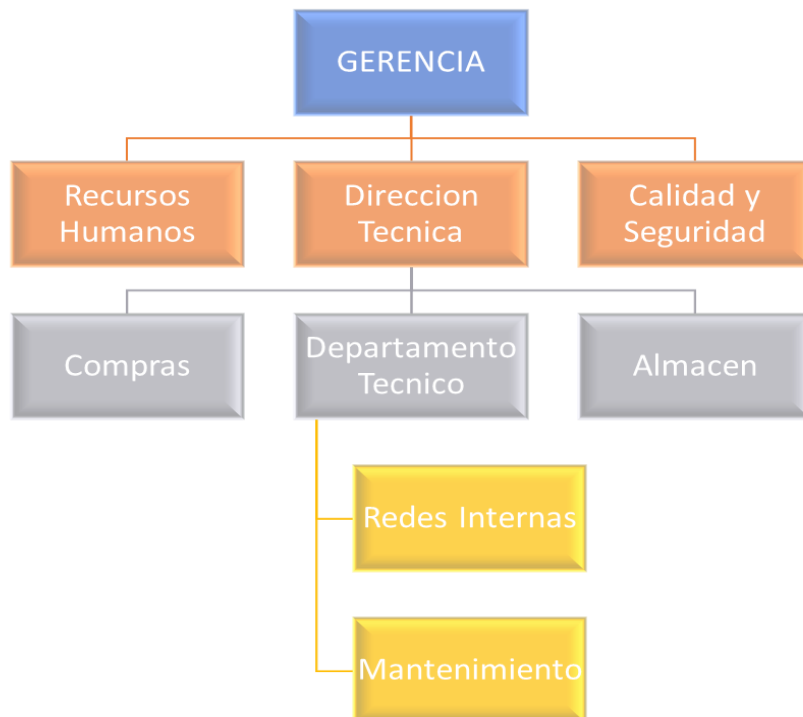 GERENCIA
Recursos
Humanos
Direccion
Tecnica
Calidad y
Seguridad
Compras
Departamento
Tecnico
Almacen
Redes Internas
Mantenimiento